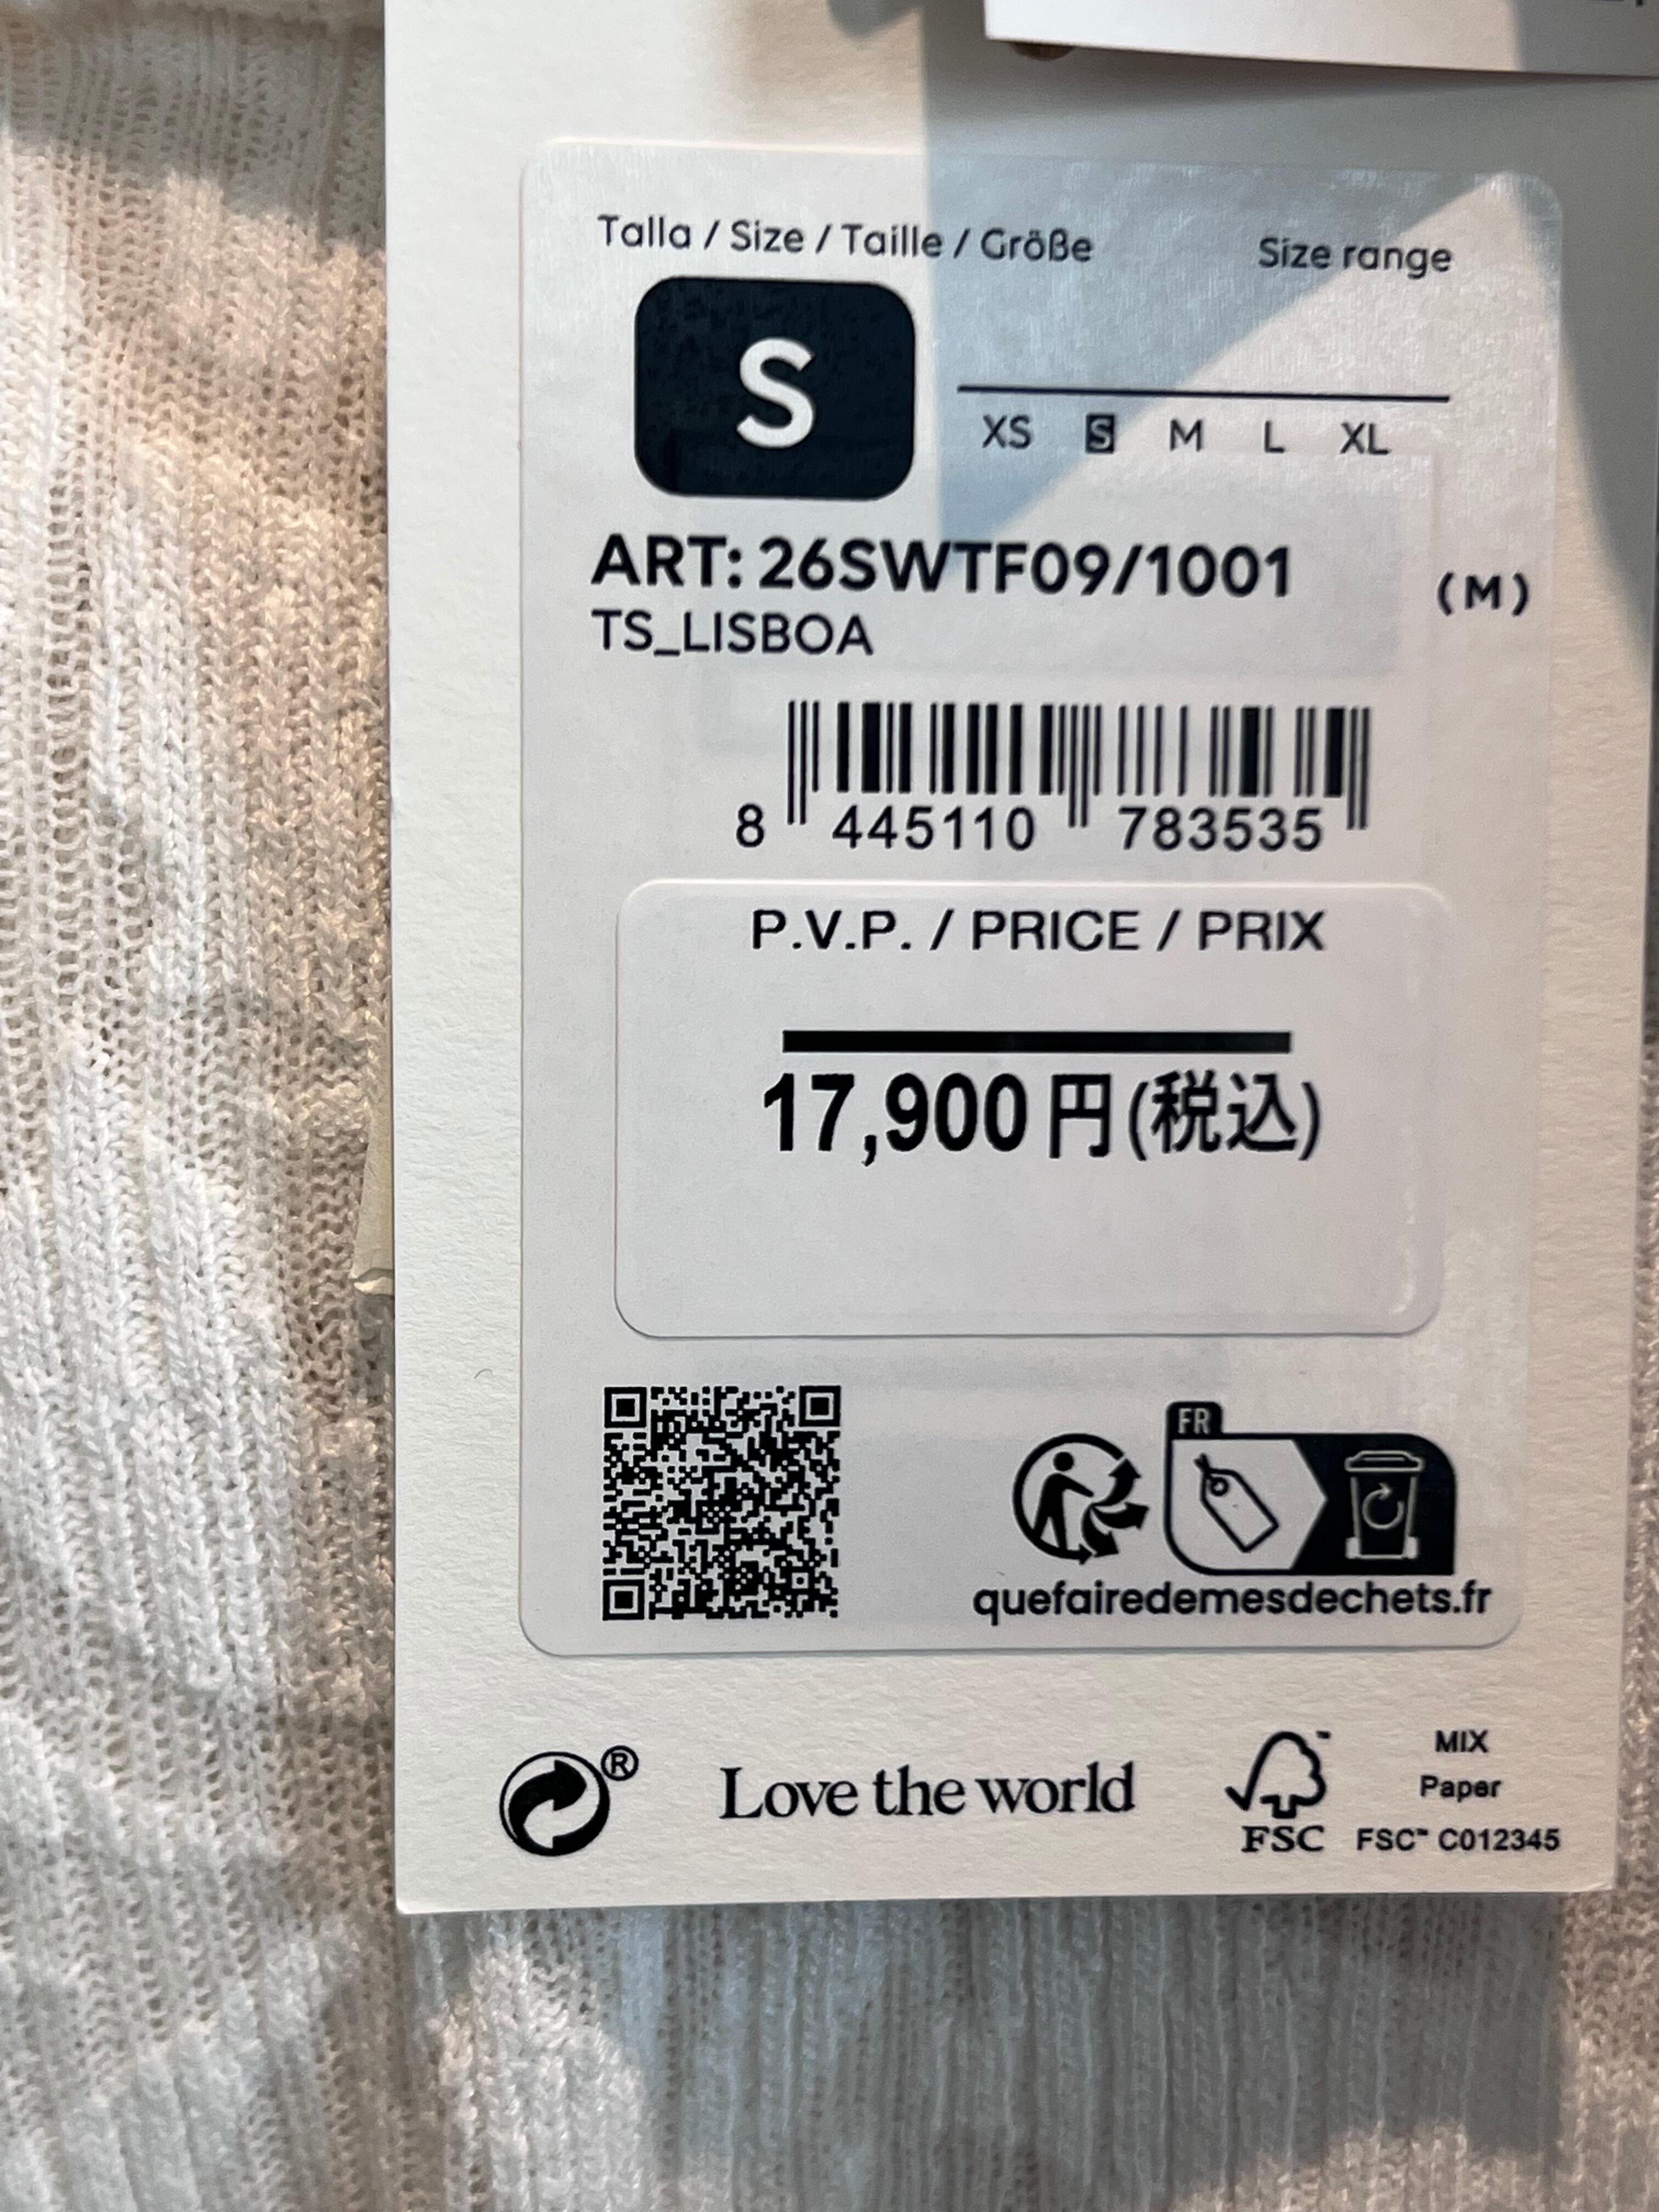 Talla / Size / Taille / Größe
Size range
S
XS S M L XL
ART: 26SWTF09/1001
(M)
TS_LISBOA
8 445110 783535
P.V.P. / PRICE / PRIX
17,900円(税込)
FR
quefairedemesdechets.fr
®
Love the world
FSC
MIX
Paper
FSC™ C012345